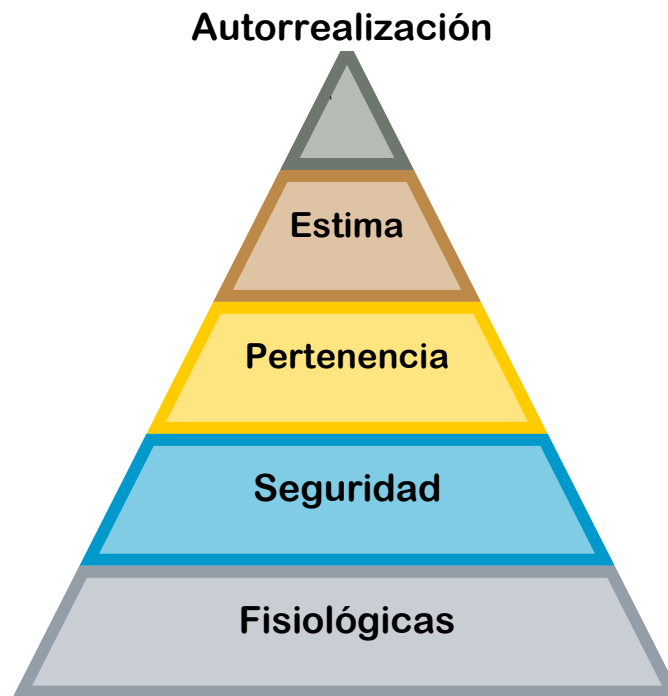 Autorrealización
Estima
Pertenencia
Seguridad
Fisiológicas